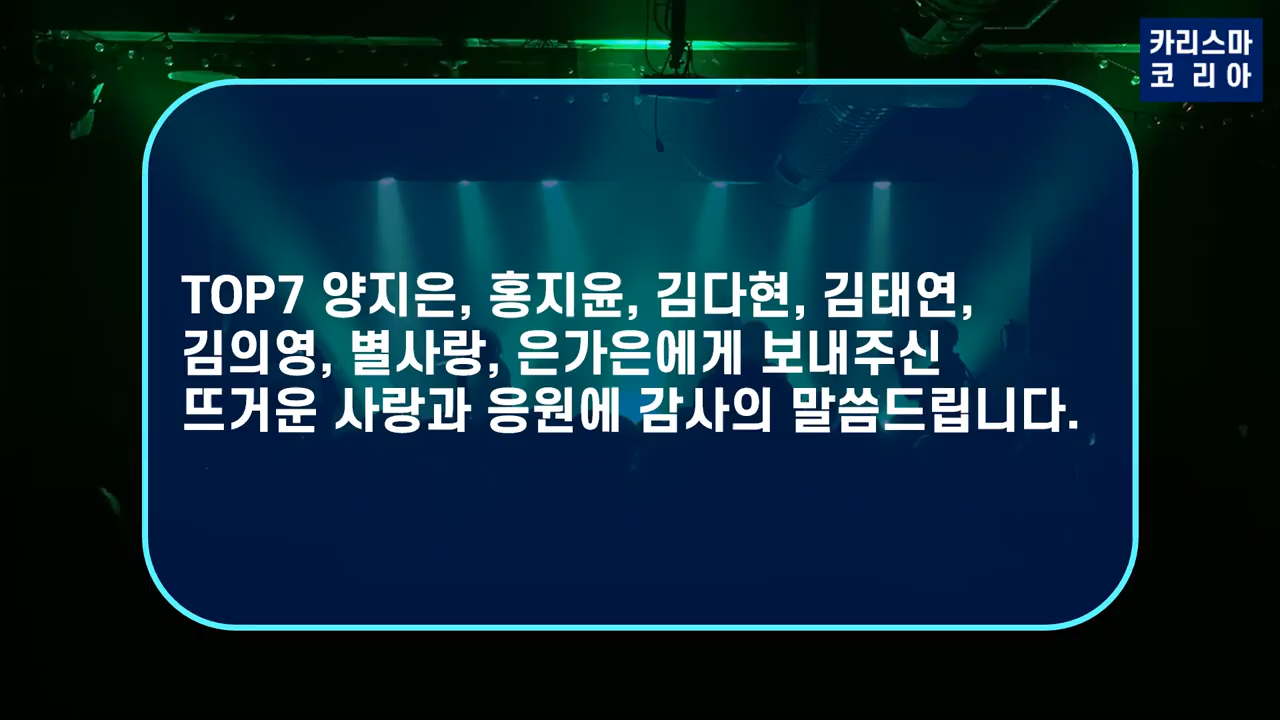 카리스마
코리아
TOP7 양지은, 홍지윤, 김다현, 김태연,
김의영, 별사랑, 은가은에게 보내주신
뜨거운 사랑과 응원에 감사의 말씀드립니다.